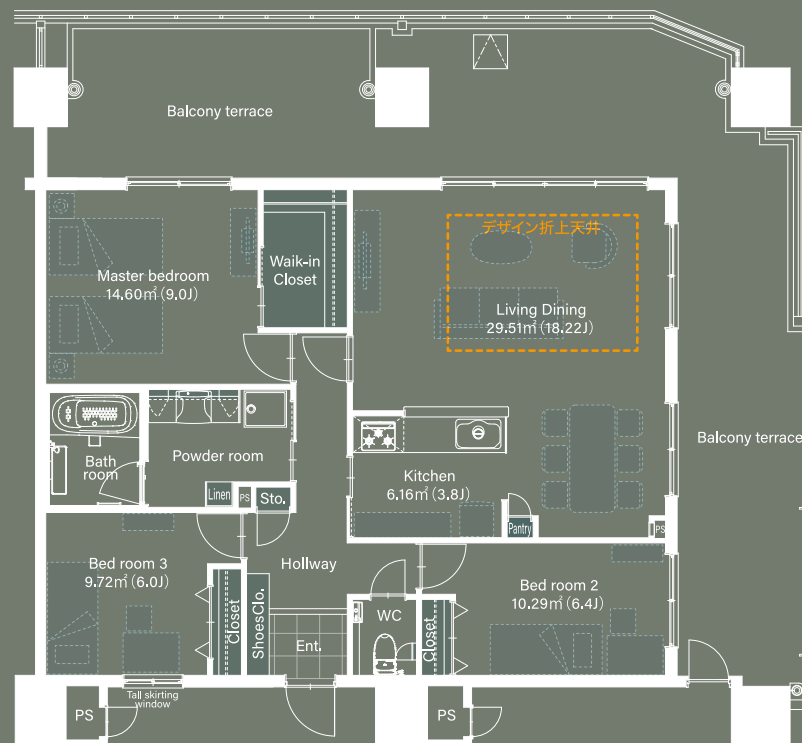 Balcony terrace
デザイン折上天井
Waik-in
Closet
Master bedroom
14.60㎡ (9.0J)
Living Dining
29.51㎡ (18.22J)
Balcony terrace
Bath
room
Powder room
Kitchen
6.16㎡ (3.8J)
Linen
PS
Sto.
Pantry
PS
Bed room 3
9.72㎡ (6.0J)
Hollway
Bed room 2
10.29㎡ (6.4J)
Closet
ShoesClo.
Ent.
WC
Closet
Tall skirting
window
PS
PS